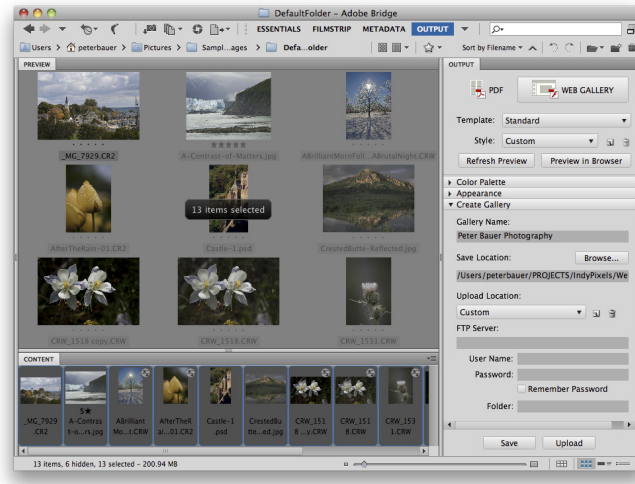 DefaultFolder – Adobe Bridge
ESSENTIALS FILMSTRIP METADATA OUTPUT
Users > peterbauer > Pictures > Sampl...ages > Defa...older
Sort by Filename
PREVIEW
_MG_7929.CR2
A-Contrast-of-Matters.jpg
ABrilliantMornFoll...ABrutalNight.CRW
13 items selected
AfterTheRain-01.CR2
Castle-1.psd
CrestedButte-Reflected.jpg
CRW_1518 copy.CRW
CRW_1518.CRW
CRW_1531.CRW
CONTENT
_MG_7929
.CR2
5★
A-Contras
t-o...rs.jpg
ABrilliant
Mo...t.CRW
AfterTheR
ai...01.CR2
Castle-1
.psd
CrestedBu
tte...ed.jpg
CRW_151
8 ...y.CRW
CRW_151
8.CRW
CRW_153
1.CRW
13 items, 6 hidden, 13 selected – 200.94 MB
OUTPUT
PDF
WEB GALLERY
Template: Standard
Style: Custom
Refresh Preview
Preview in Browser
Color Palette
Appearance
Create Gallery
Gallery Name:
Peter Bauer Photography
Save Location:
Browse...
/Users/peterbauer/PROJECTS/IndyPixels/We
Upload Location:
Custom
FTP Server:
User Name:
Password:
Remember Password
Folder:
Save
Upload